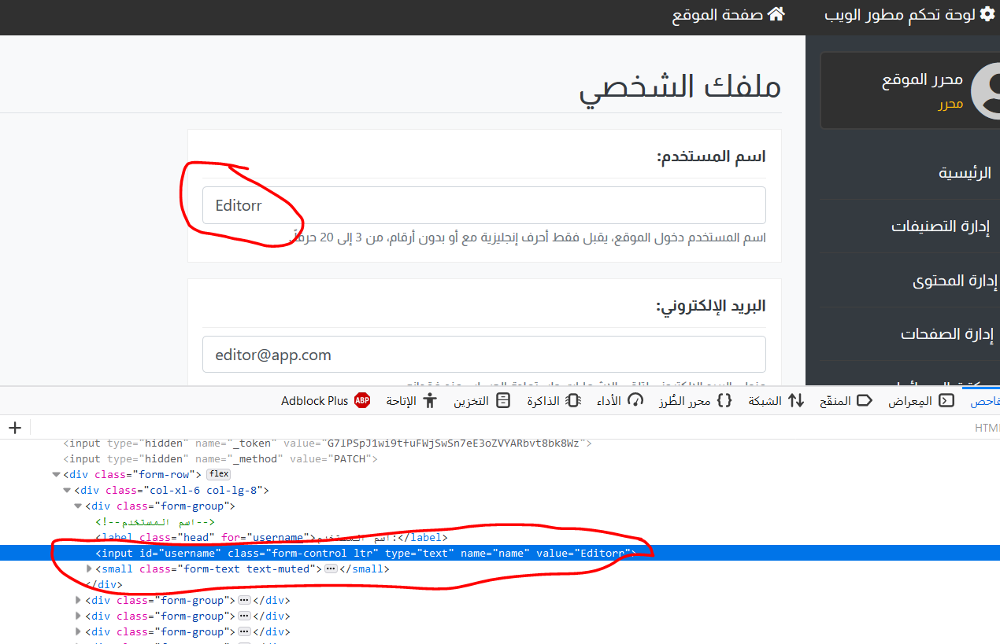 لوحة تحكم مطور الويب
صفحة الموقع
محرر الموقع
محرر
الرئيسية
إدارة التصنيفات
إدارة المحتوى
إدارة الصفحات
ملفك الشخصي
اسم المستخدم:
Editorr
اسم المستخدم دخول الموقع، يقبل فقط أحرف إنجليزية مع أو بدون أرقام، من 3 إلى 20 حرفاً.
البريد الإلكتروني:
editor@app.com
فاحص المِعراض المنقّح الشبكة {} محرر الطُرز الأداء الذاكرة التخزين الإتاحة ABP Adblock Plus
+ HTM
<input type="hidden" name="_token" value="G7lPSpJ1wi9tfuFWjSwSn7eE3oZVYARbvt8bk8Wz">
<input type="hidden" name="_method" value="PATCH">
<div class="form-row"> flex
<div class="col-xl-6 col-lg-8">
<div class="form-group">
<!--اسم المستخدم-->
<label class="head" for="username">اسم المستخدم:</label>
<input id="username" class="form-control ltr" type="text" name="name" value="Editorr">
<small class="form-text text-muted"> ••• </small>
</div>
<div class="form-group"> ••• </div>
<div class="form-group"> ••• </div>
<div class="form-group"> ••• </div>